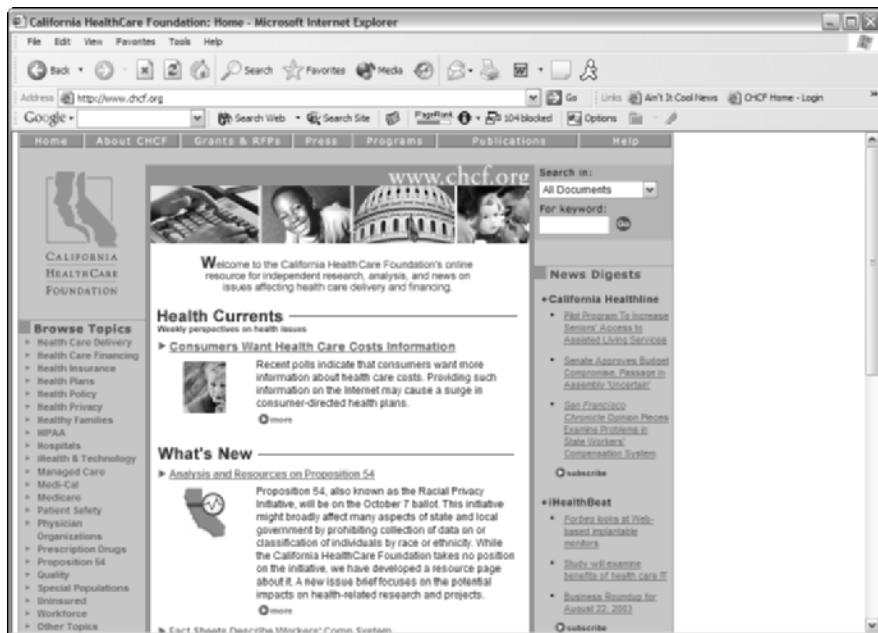 California HealthCare Foundation: Home - Microsoft Internet Explorer
File Edit View Favorites Tools Help
Back Search Favorites Media
Address http://www.chcf.org Go Links Ain't It Cool News CHCF Home - Login
Google Search Web Search Site PageRank 104 blocked Options
Home About CHCF Grants & RFPs Press Programs Publications Help
www.chcf.org
CALIFORNIA
HEALTHCARE
FOUNDATION
Browse Topics
Health Care Delivery
Health Care Financing
Health Insurance
Health Plans
Health Policy
Health Privacy
Healthy Families
HIPAA
Hospitals
iHealth & Technology
Managed Care
Medi-Cal
Medicare
Patient Safety
Physician
Organizations
Prescription Drugs
Proposition 54
Quality
Special Populations
Uninsured
Workforce
Other Topics
Welcome to the California HealthCare Foundation's online
resource for independent research, analysis, and news on
issues affecting health care delivery and financing.
Health Currents
Weekly perspectives on health issues
Consumers Want Health Care Costs Information
Recent polls indicate that consumers want more
information about health care costs. Providing such
information on the Internet may cause a surge in
consumer-directed health plans.
more
What's New
Analysis and Resources on Proposition 54
Proposition 54, also known as the Racial Privacy
Initiative, will be on the October 7 ballot. This initiative
might broadly affect many aspects of state and local
government by prohibiting collection of data on or
classification of individuals by race or ethnicity. While
the California HealthCare Foundation takes no position
on the initiative, we have developed a resource page
about it. A new issue brief focuses on the potential
impacts on health-related research and projects.
more
Fact Sheets Describe Workers' Comp System
Search in:
All Documents
For keyword:
Go
News Digests
California Healthline
Pilot Program To Increase
Seniors' Access to
Assisted Living Services
Senate Approves Budget
Compromise, Passage in
Assembly 'Uncertain'
San Francisco
Chronicle Opinion Pieces
Examine Problems in
State Workers'
Compensation System
subscribe
iHealthBeat
Forbes looks at Web-
based implantable
monitors
Study will examine
benefits of health care IT
Business Roundup for
August 22, 2003
subscribe